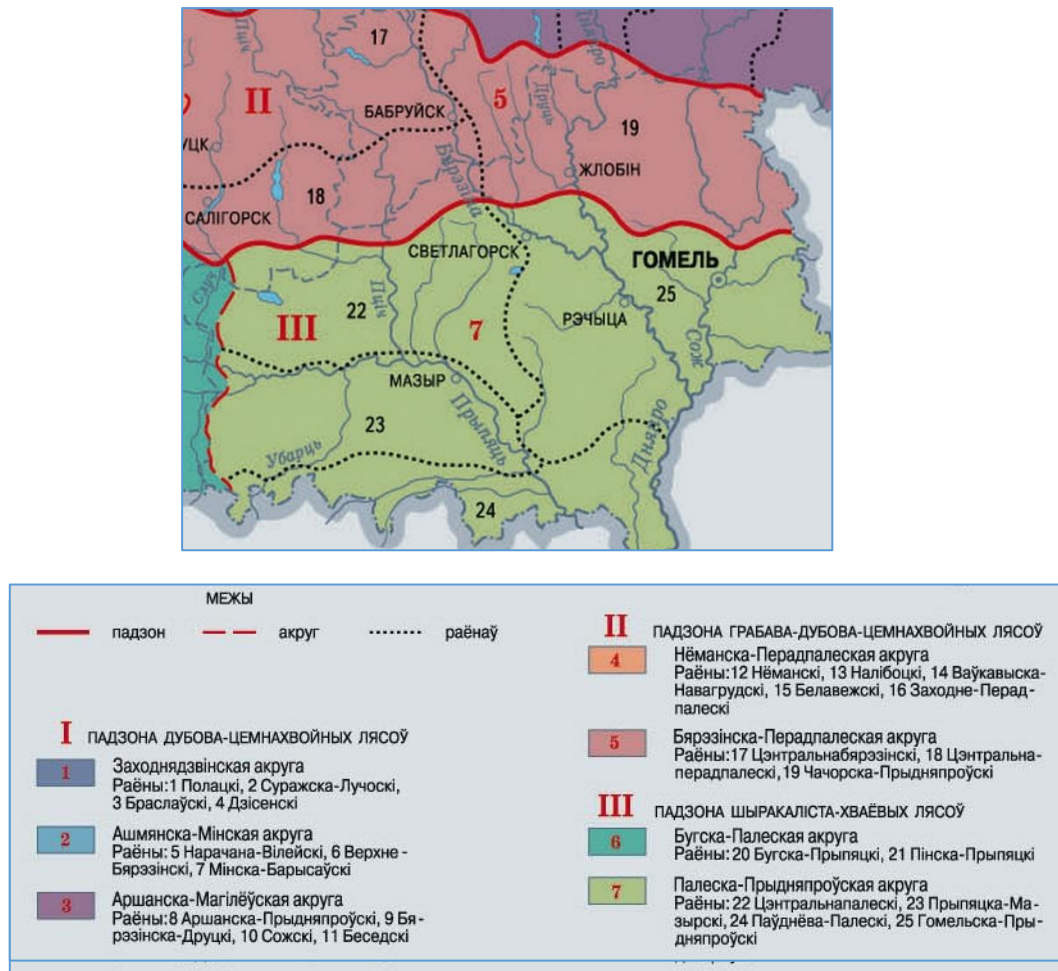 Пціч
17
Дняпро
II
5
Друць
БАБРУЙСК
19
УЦК
Бярэзіна
ЖЛОБІН
18
САЛІГОРСК
СВЕТЛАГОРСК
ГОМЕЛЬ
Случ
Пціч
22
25
III
7
РЭЧЫЦА
Сож
МАЗЫР
Прыпяць
23
Дняпро
Убарць
24
МЕЖЫ
падзон акруг раёнаў
I ПАДЗОНА ДУБОВА-ЦЕМНАХВОЙНЫХ ЛЯСОЎ
1 Заходнядзвінская акруга
Раёны:1 Полацкі, 2 Суражска-Лучоскі,
3 Браслаўскі, 4 Дзісенскі
2 Ашмянска-Мінская акруга
Раёны: 5 Нарачана-Вілейскі, 6 Верхне-
Бярэзінскі, 7 Мінска-Барысаўскі
3 Аршанска-Магілёўская акруга
Раёны:8 Аршанска-Прыдняпроўскі, 9 Бя-
рэзінска-Друцкі, 10 Сожскі, 11 Беседскі
II ПАДЗОНА ГРАБАВА-ДУБОВА-ЦЕМНАХВОЙНЫХ ЛЯСОЎ
4 Нёманска-Перадпалеская акруга
Раёны:12 Нёманскі, 13 Налібоцкі, 14 Ваўкавыска-
Навагрудскі, 15 Белавежскі, 16 Заходне-Перад-
палескі
5 Бярэзінска-Перадпалеская акруга
Раёны:17 Цэнтральнабярэзінскі, 18 Цэнтральна-
перадпалескі,19 Чачорска-Прыдняпроўскі
III ПАДЗОНА ШЫРАКАЛІСТА-ХВАЁВЫХ ЛЯСОЎ
6 Бугска-Палеская акруга
Раёны: 20 Бугска-Прыпяцкі, 21 Пінска-Прыпяцкі
7 Палеска-Прыдняпроўская акруга
Раёны: 22 Цэнтральнапалескі, 23 Прыпяцка-Ма-
зырскі, 24 Паўднёва-Палескі, 25 Гомельска-Пры-
дняпроўскі